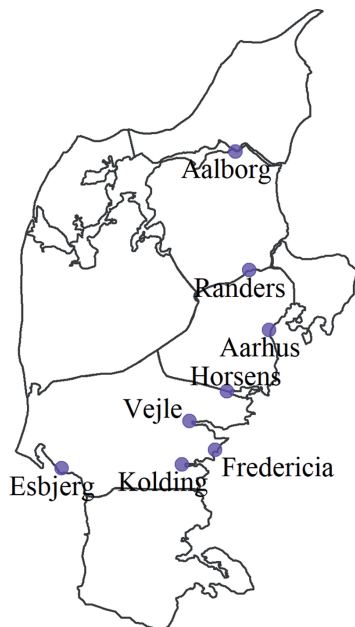 Aalborg
Randers
Aarhus
Horsens
Vejle
Fredericia
Kolding
Esbjerg